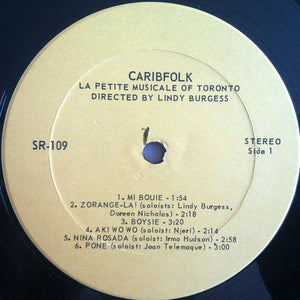 CARIBFOLK
LA PETITE MUSICALE OF TORONTO
DIRECTED BY LINDY BURGESS
SR-109
STEREO
Side 1
1. MI BOUIE - 1:54
2. ZORANGE-LA! (soloists: Lindy Burgess,
Doreen Nicholas) - 2:18
3. BOYSIE - 3:20
4. AKI WO WO (soloist: Njeri) - 2:14
5. NINA ROSADA (soloist: Irma Hudson) - 2:58
6. PONE (soloist: Joan Telemaque) - 3:03